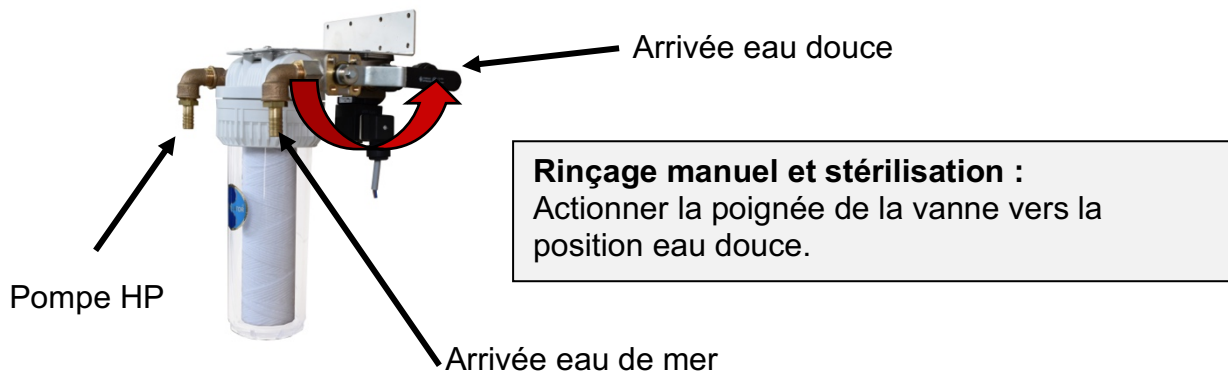 Arrivée eau douce
Rinçage manuel et stérilisation :
Actionner la poignée de la vanne vers la
position eau douce.
Pompe HP
Arrivée eau de mer